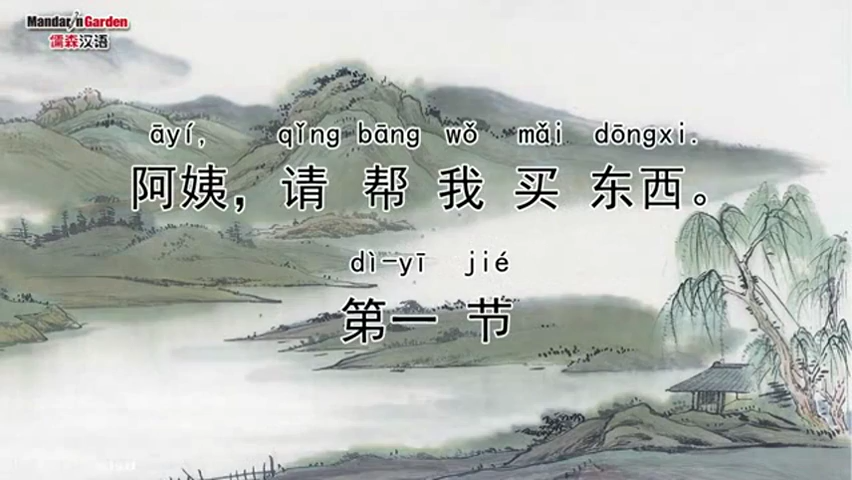 Mandarin Garden
儒森汉语
āyí, qǐng bāng wǒ mǎi dōngxi.
阿姨，请 帮 我 买 东西。
dì-yī jié
第一 节